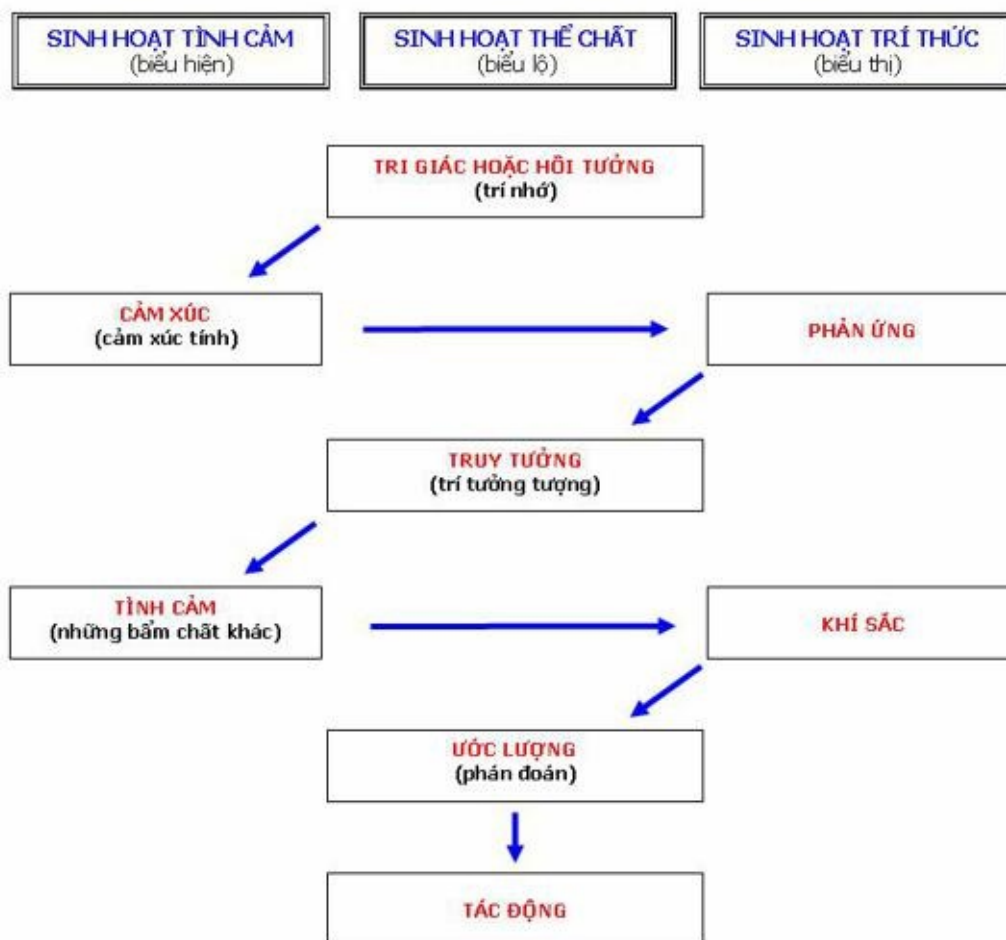 SINH HOẠT TÌNH CẢM
(biểu hiện)
SINH HOẠT THỂ CHẤT
(biểu lộ)
SINH HOẠT TRÍ THỨC
(biểu thị)
TRI GIÁC HOẶC HỒI TƯỞNG
(trí nhớ)
CẢM XÚC
(cảm xúc tính)
PHẢN ỨNG
TRUY TƯỞNG
(trí tưởng tượng)
TÌNH CẢM
(những bẩm chất khác)
KHÍ SẮC
ƯỚC LƯỢNG
(phán đoán)
TÁC ĐỘNG